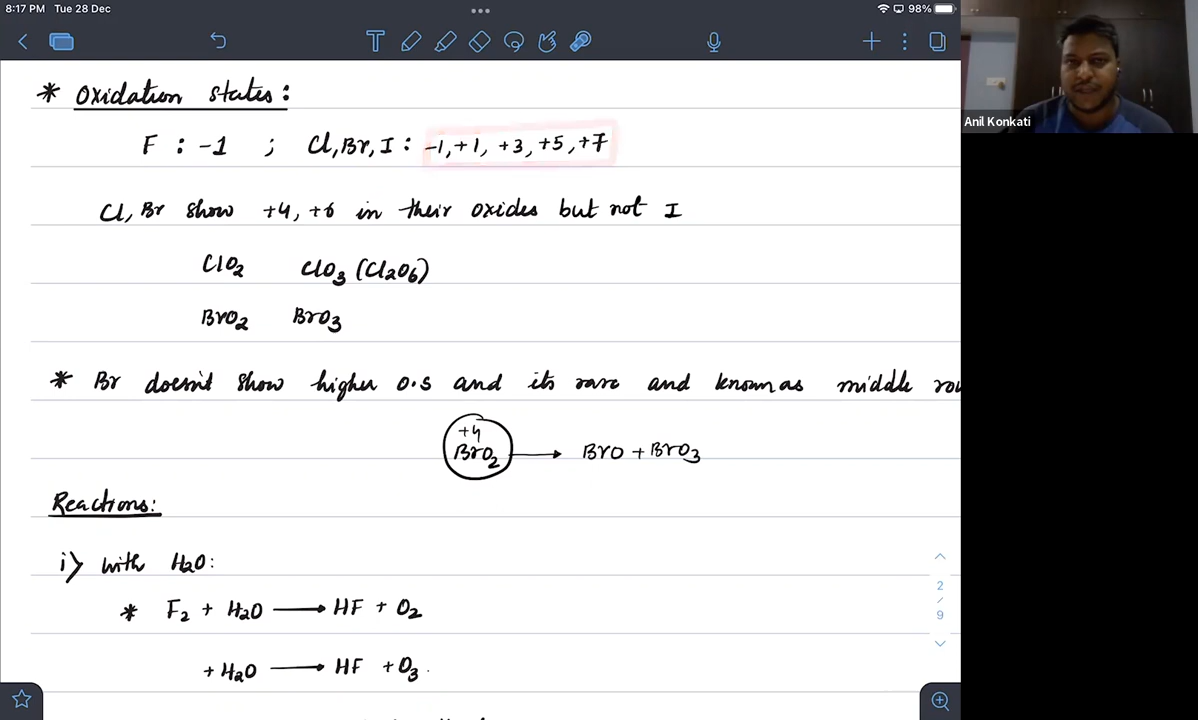 8:17 PM Tue 28 Dec
98%
* Oxidation states:
F : -1 ; Cl, Br, I : -1, +1, +3, +5, +7
Cl, Br show +4, +6 in their oxides but not I
ClO2 ClO3 (Cl2O6)
BrO2 BrO3
* Br doesn't show higher O.S and its rare and known as middle row
+4
BrO2 → BrO + BrO3
Reactions:
i) with H2O:
* F2 + H2O → HF + O2
+ H2O → HF + O3
2
/
9
Anil Konkati